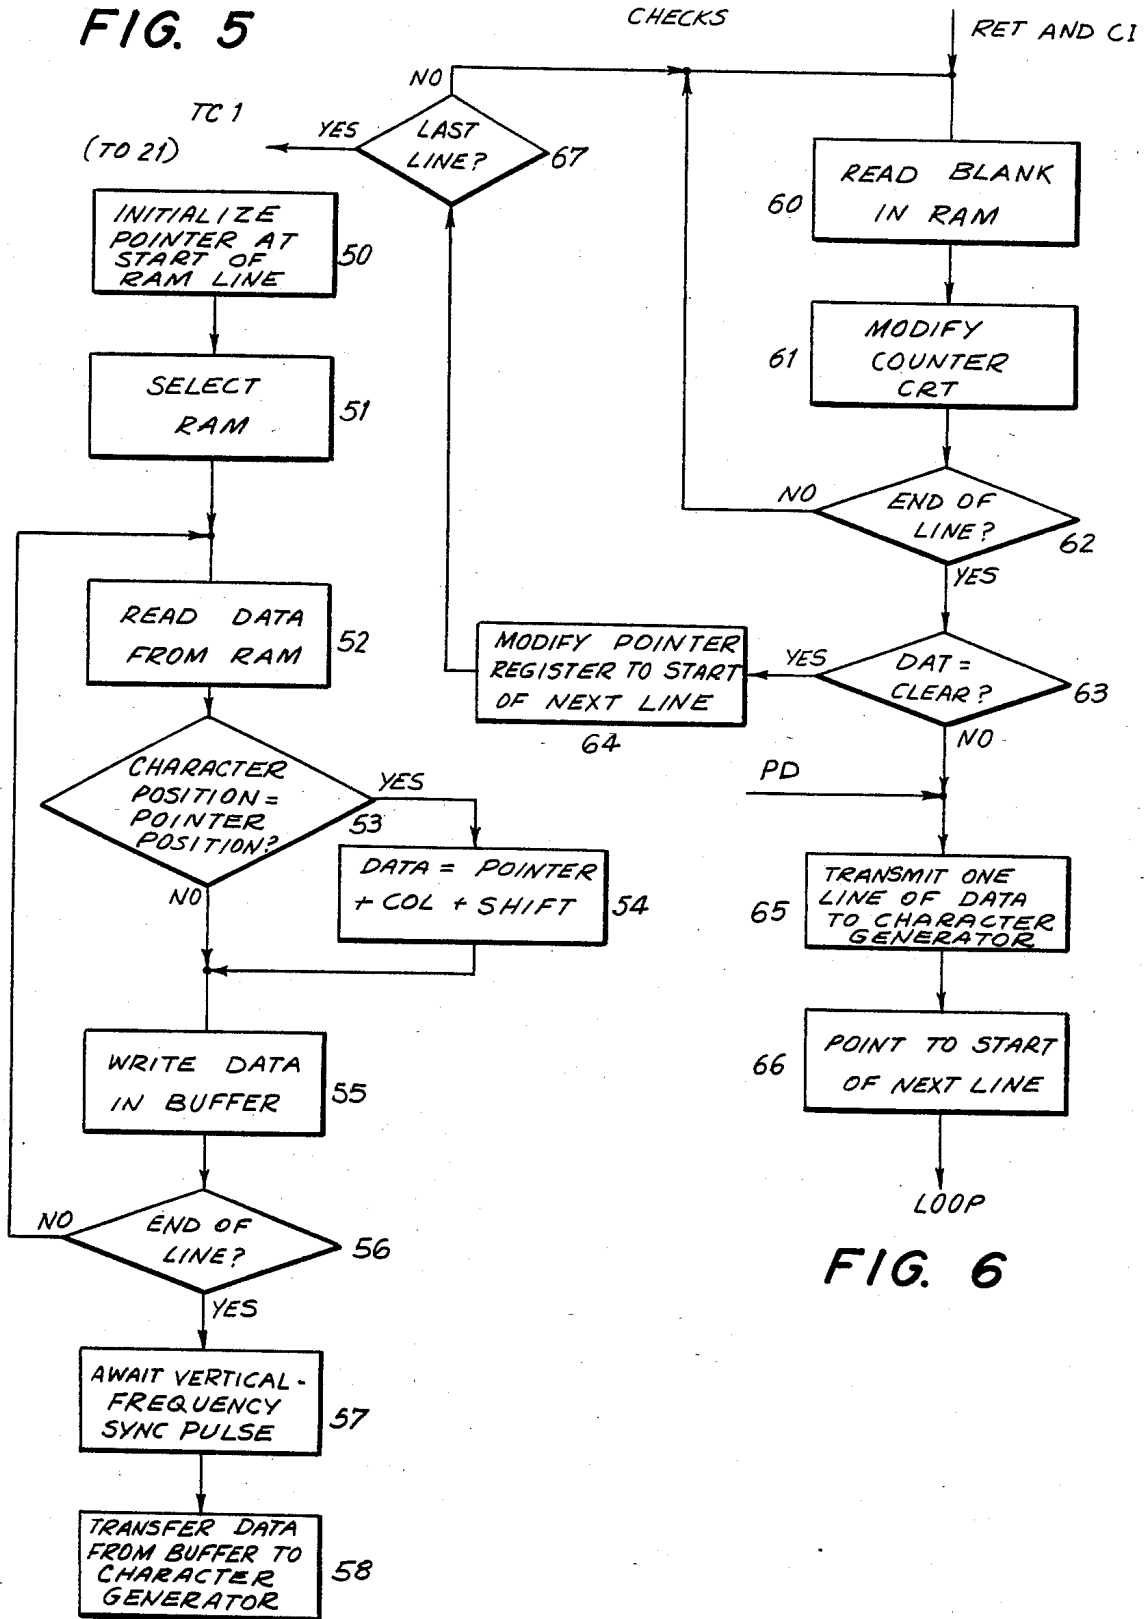 FIG. 5
CHECKS
RET AND CI
TC 1
(TO 21)
YES
NO
LAST
LINE?
67
INITIALIZE
POINTER AT
START OF
RAM LINE
50
SELECT
RAM
51
READ DATA
FROM RAM
52
CHARACTER
POSITION =
POINTER
POSITION?
53
YES
NO
DATA = POINTER
+ COL + SHIFT
54
WRITE DATA
IN BUFFER
55
NO
END OF
LINE?
56
YES
AWAIT VERTICAL-
FREQUENCY
SYNC PULSE
57
TRANSFER DATA
FROM BUFFER TO
CHARACTER
GENERATOR
58
60
READ BLANK
IN RAM
61
MODIFY
COUNTER
CRT
NO
END OF
LINE?
62
YES
MODIFY POINTER
REGISTER TO START
OF NEXT LINE
64
YES
DAT =
CLEAR?
63
NO
PD
65
TRANSMIT ONE
LINE OF DATA
TO CHARACTER
GENERATOR
66
POINT TO START
OF NEXT LINE
LOOP
FIG. 6